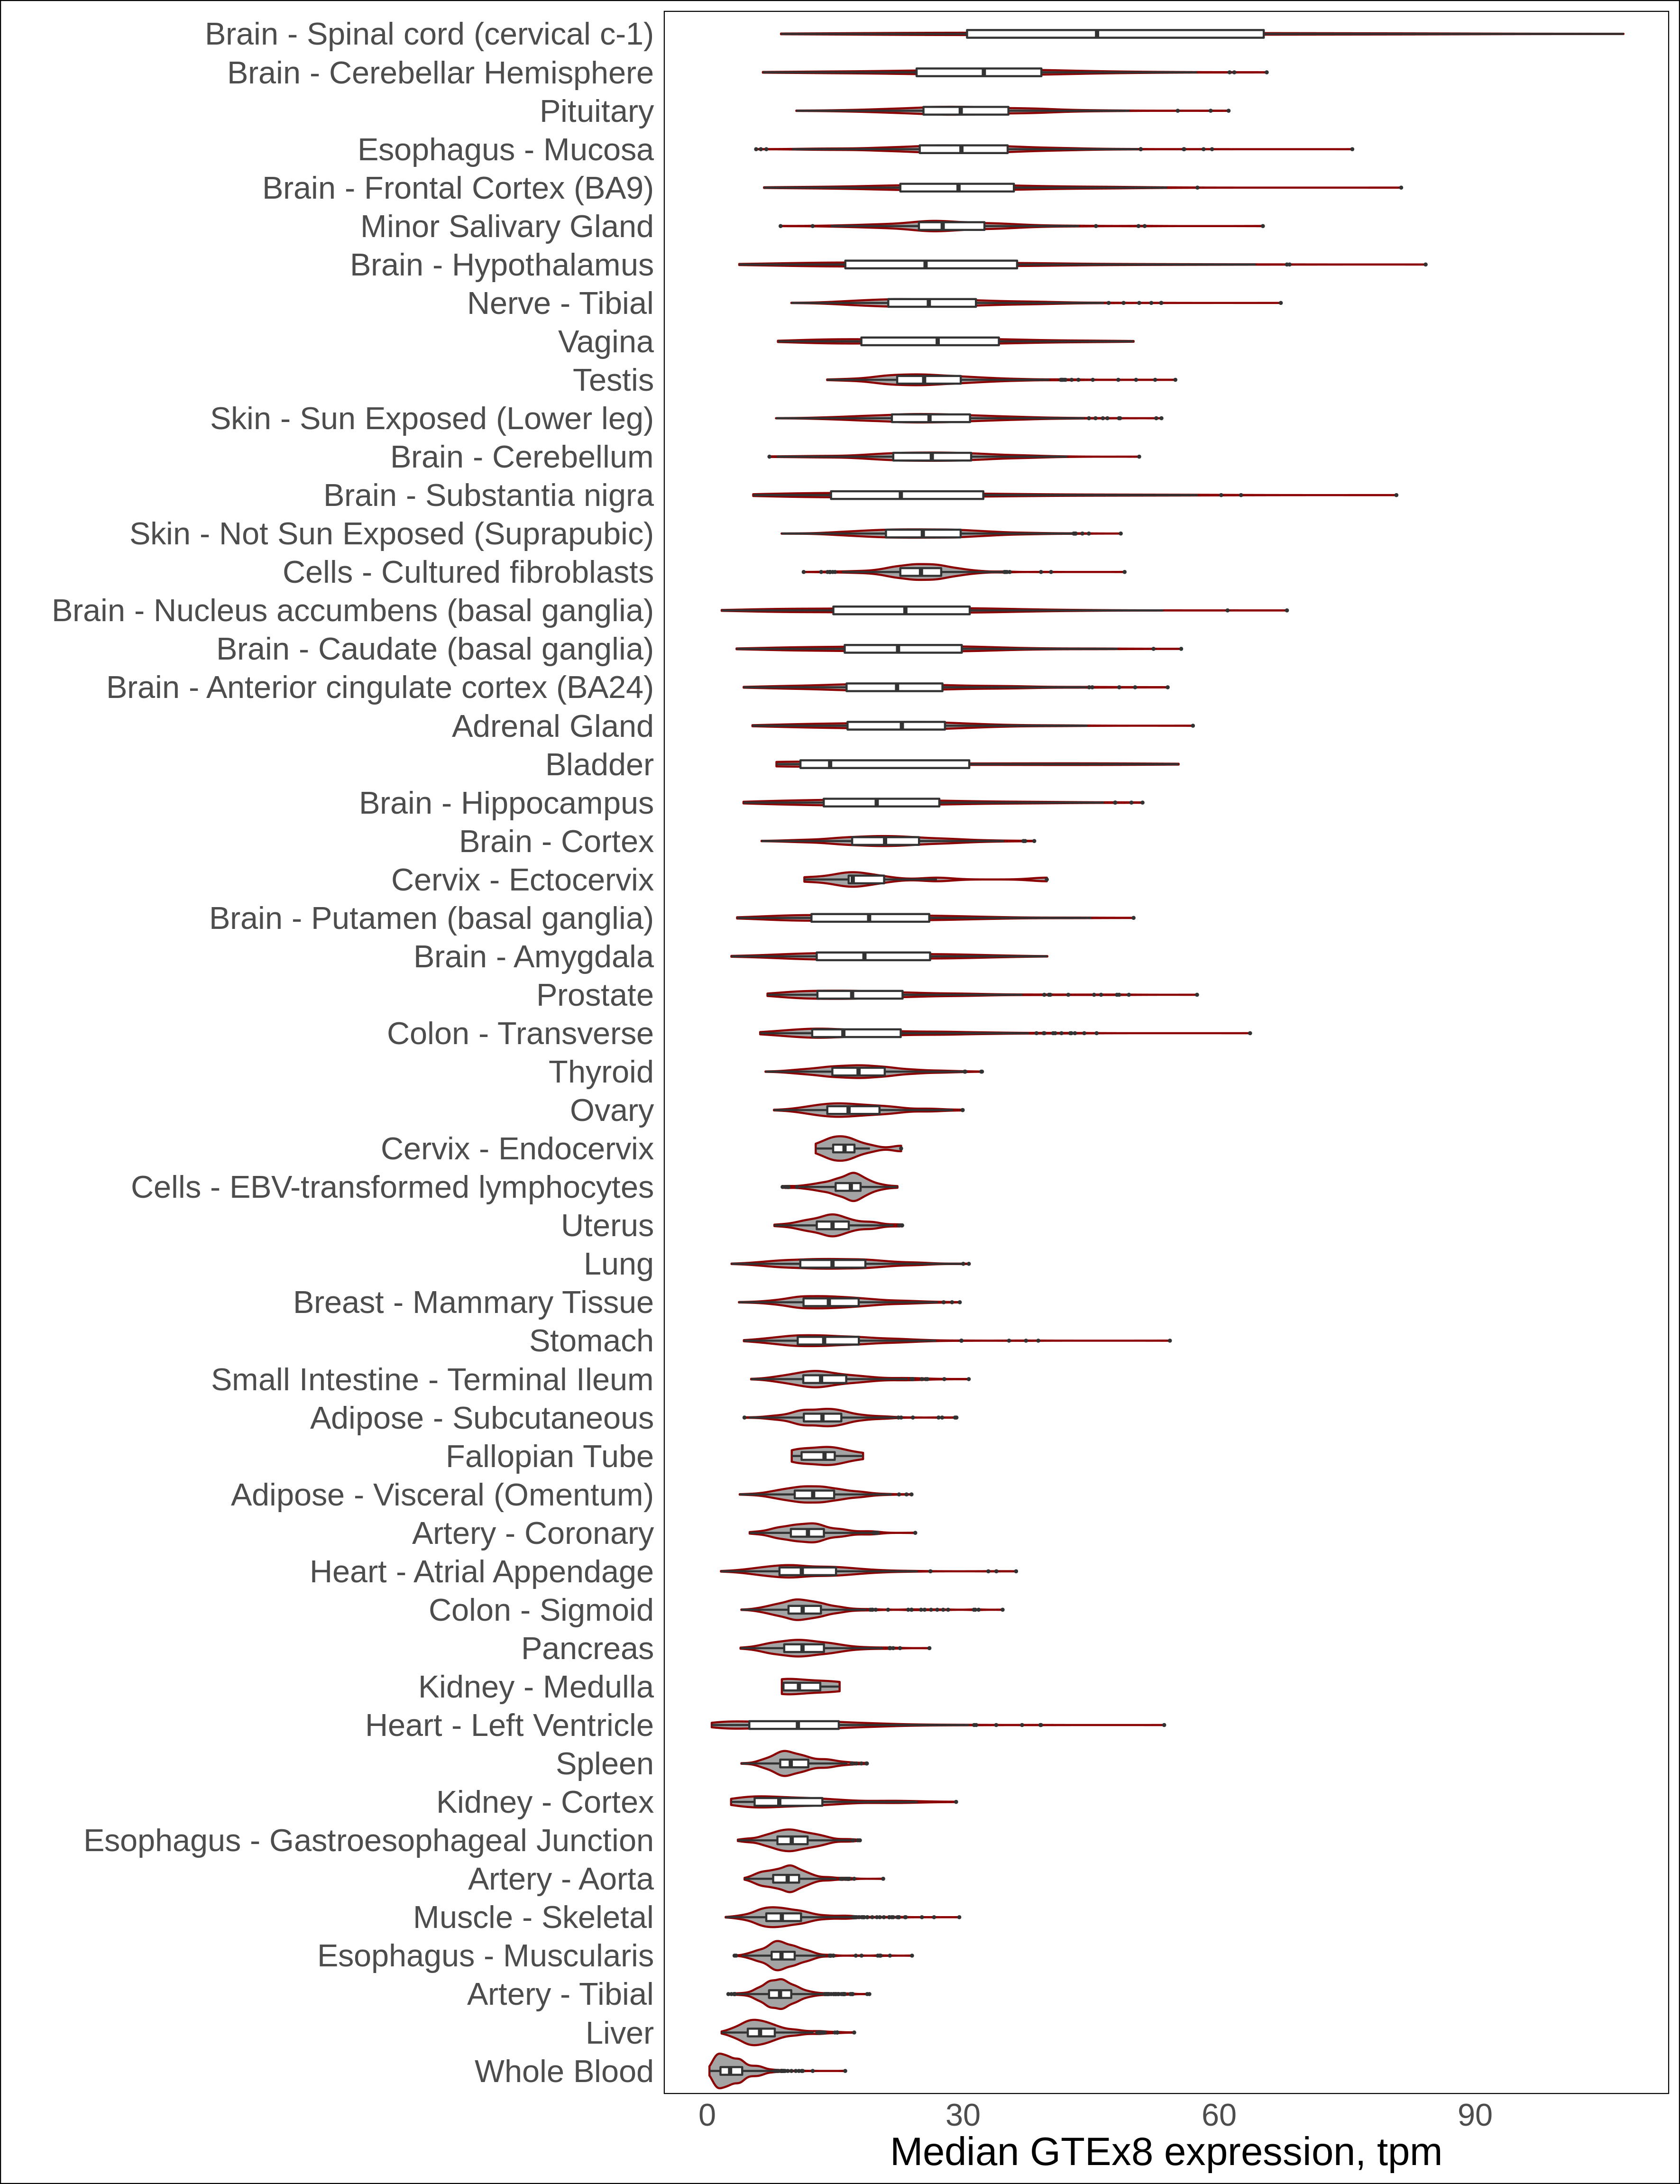 Brain - Spinal cord (cervical c-1)
Brain - Cerebellar Hemisphere
Pituitary
Esophagus - Mucosa
Brain - Frontal Cortex (BA9)
Minor Salivary Gland
Brain - Hypothalamus
Nerve - Tibial
Vagina
Testis
Skin - Sun Exposed (Lower leg)
Brain - Cerebellum
Brain - Substantia nigra
Skin - Not Sun Exposed (Suprapubic)
Cells - Cultured fibroblasts
Brain - Nucleus accumbens (basal ganglia)
Brain - Caudate (basal ganglia)
Brain - Anterior cingulate cortex (BA24)
Adrenal Gland
Bladder
Brain - Hippocampus
Brain - Cortex
Cervix - Ectocervix
Brain - Putamen (basal ganglia)
Brain - Amygdala
Prostate
Colon - Transverse
Thyroid
Ovary
Cervix - Endocervix
Cells - EBV-transformed lymphocytes
Uterus
Lung
Breast - Mammary Tissue
Stomach
Small Intestine - Terminal Ileum
Adipose - Subcutaneous
Fallopian Tube
Adipose - Visceral (Omentum)
Artery - Coronary
Heart - Atrial Appendage
Colon - Sigmoid
Pancreas
Kidney - Medulla
Heart - Left Ventricle
Spleen
Kidney - Cortex
Esophagus - Gastroesophageal Junction
Artery - Aorta
Muscle - Skeletal
Esophagus - Muscularis
Artery - Tibial
Liver
Whole Blood
0 30 60 90
Median GTEx8 expression, tpm